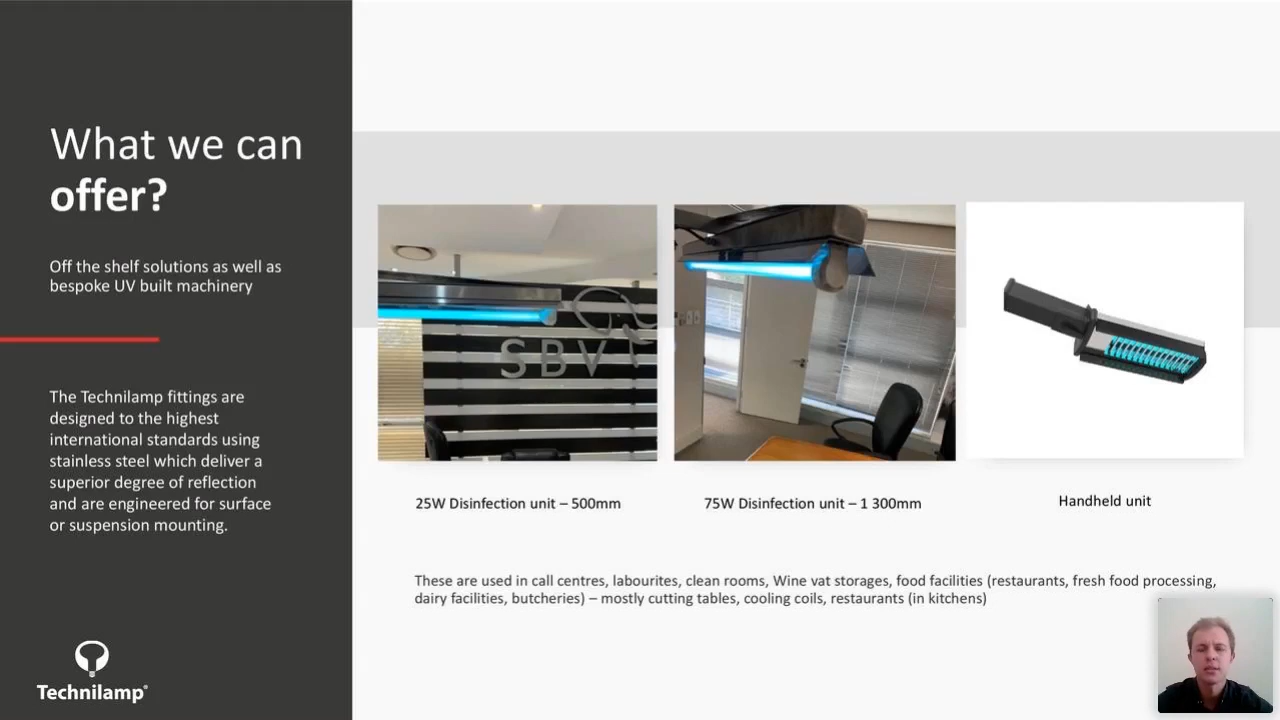 What we can
offer?
Off the shelf solutions as well as
bespoke UV built machinery
The Technilamp fittings are
designed to the highest
international standards using
stainless steel which deliver a
superior degree of reflection
and are engineered for surface
or suspension mounting.
Technilamp®
SBV
25W Disinfection unit – 500mm
75W Disinfection unit – 1 300mm
Handheld unit
These are used in call centres, labourites, clean rooms, Wine vat storages, food facilities (restaurants, fresh food processing,
dairy facilities, butcheries) – mostly cutting tables, cooling coils, restaurants (in kitchens)